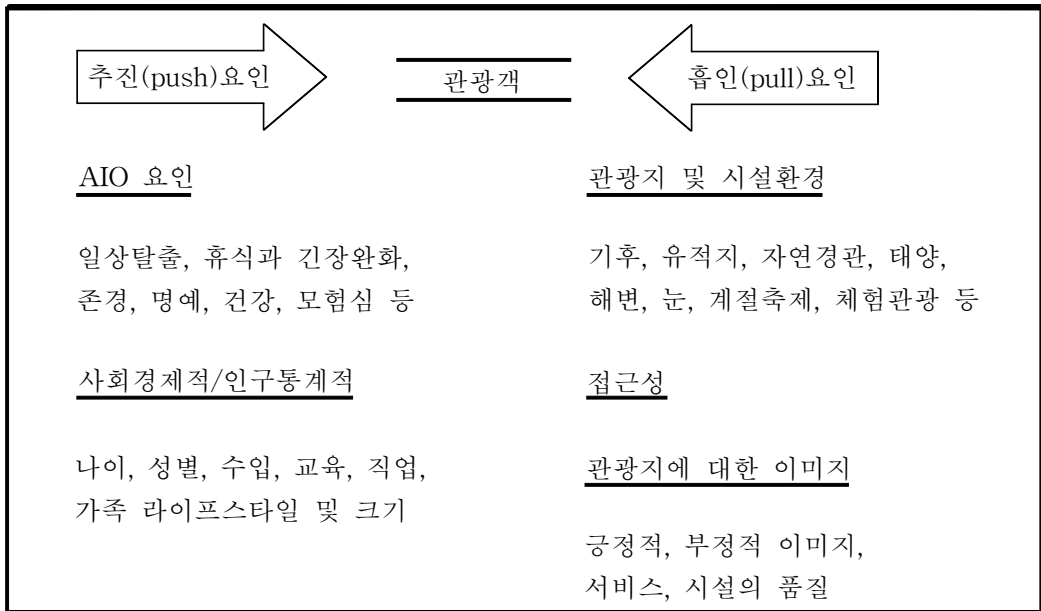 추진(push)요인
관광객
흡인(pull)요인
AIO 요인
일상탈출, 휴식과 긴장완화,
존경, 명예, 건강, 모험심 등
사회경제적/인구통계적
나이, 성별, 수입, 교육, 직업,
가족 라이프스타일 및 크기
관광지 및 시설환경
기후, 유적지, 자연경관, 태양,
해변, 눈, 계절축제, 체험관광 등
접근성
관광지에 대한 이미지
긍정적, 부정적 이미지,
서비스, 시설의 품질